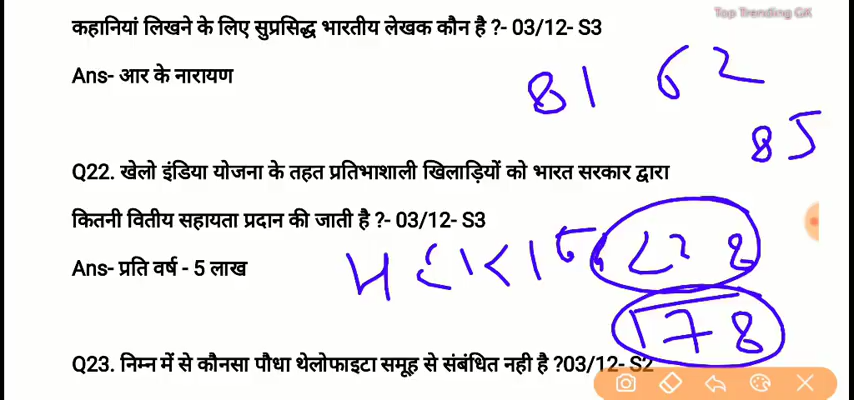 Top Trending GK
कहानियां लिखने के लिए सुप्रसिद्ध भारतीय लेखक कौन है ?- 03/12- S3
Ans- आर के नारायण
81 62
85
Q22. खेलो इंडिया योजना के तहत प्रतिभाशाली खिलाड़ियों को भारत सरकार द्वारा
कितनी वितीय सहायता प्रदान की जाती है ?- 03/12- S3
Ans- प्रति वर्ष - 5 लाख
178
Q23. निम्न में से कौनसा पौधा थेलोफाइटा समूह से संबंधित नही है ?03/12- S2